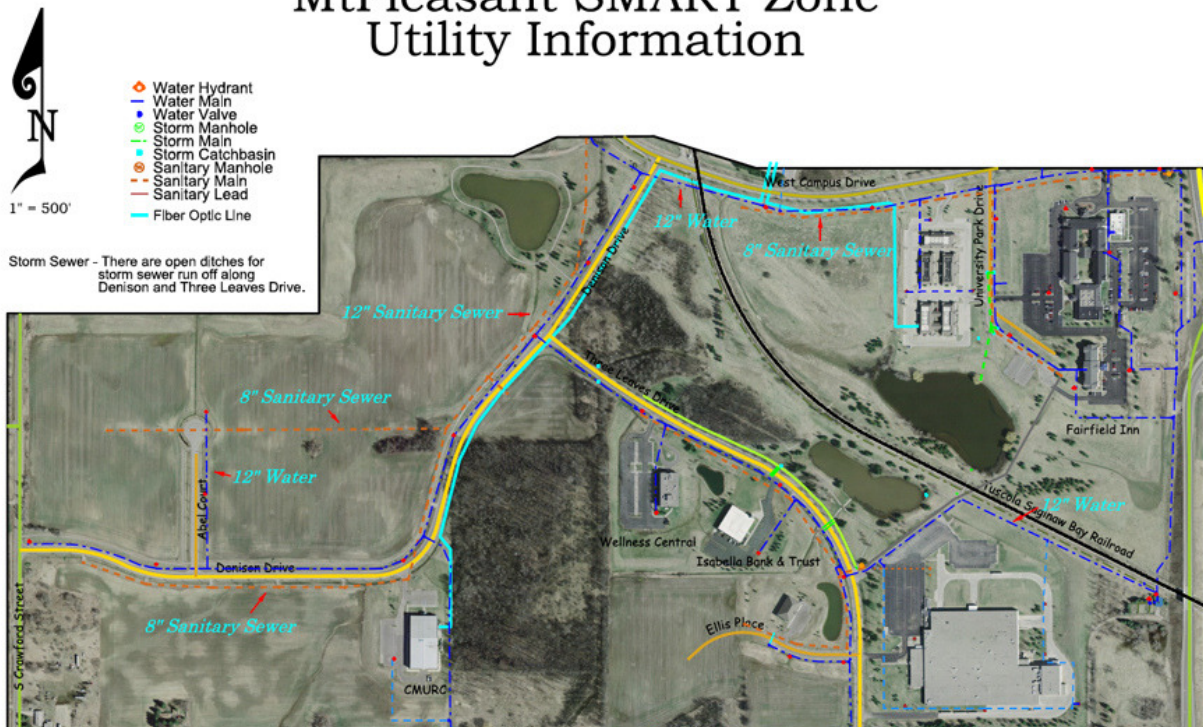 MtPleasant SMART Zone
Utility Information
N
1" = 500'
Water Hydrant
Water Main
Water Valve
Storm Manhole
Storm Main
Storm Catchbasin
Sanitary Manhole
Sanitary Main
Sanitary Lead
Fiber Optic Line
Storm Sewer - There are open ditches for
storm sewer run off along
Denison and Three Leaves Drive.
West Campus Drive
12" Water
8" Sanitary Sewer
University Park Drive
Denison Drive
12" Sanitary Sewer
Three Leaves Drive
8" Sanitary Sewer
Fairfield Inn
12" Water
Abel Court
Tuscola Saginaw Bay Railroad
12" Water
Wellness Central
Isabella Bank & Trust
Denison Drive
8" Sanitary Sewer
Ellis Place
S Crawford Street
CMURC